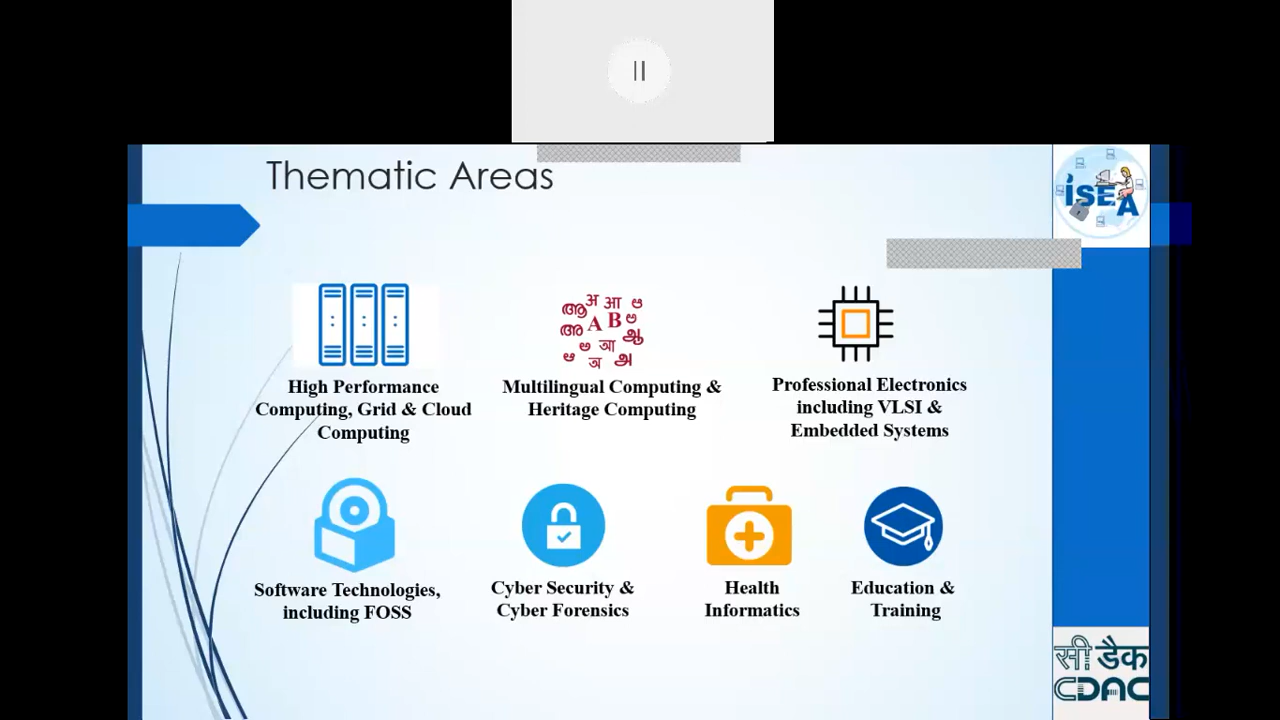 Thematic Areas
ISEA
അ आ
ആ A B
അ आ ஆ
अ அ
High Performance
Computing, Grid & Cloud
Computing
Multilingual Computing &
Heritage Computing
Professional Electronics
including VLSI &
Embedded Systems
Software Technologies,
including FOSS
Cyber Security &
Cyber Forensics
Health
Informatics
Education &
Training
सी डैक
CDAC